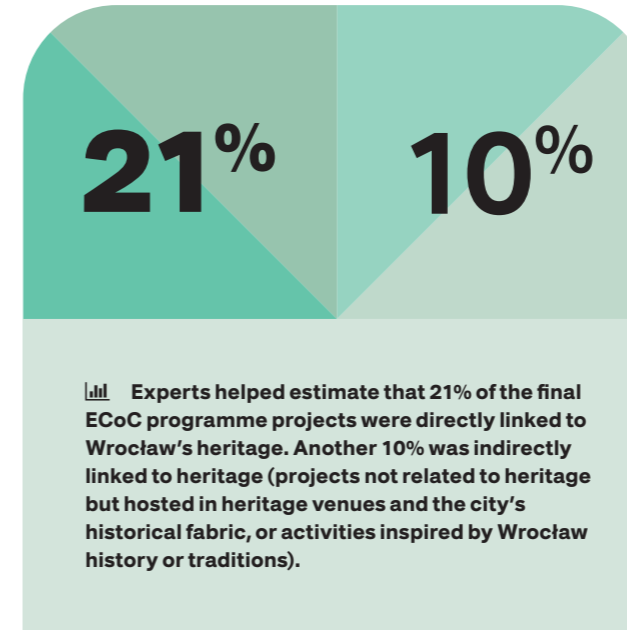 21% 10%
Experts helped estimate that 21% of the final
ECoC programme projects were directly linked to
Wrocław’s heritage. Another 10% was indirectly
linked to heritage (projects not related to heritage
but hosted in heritage venues and the city’s
historical fabric, or activities inspired by Wrocław
history or traditions).